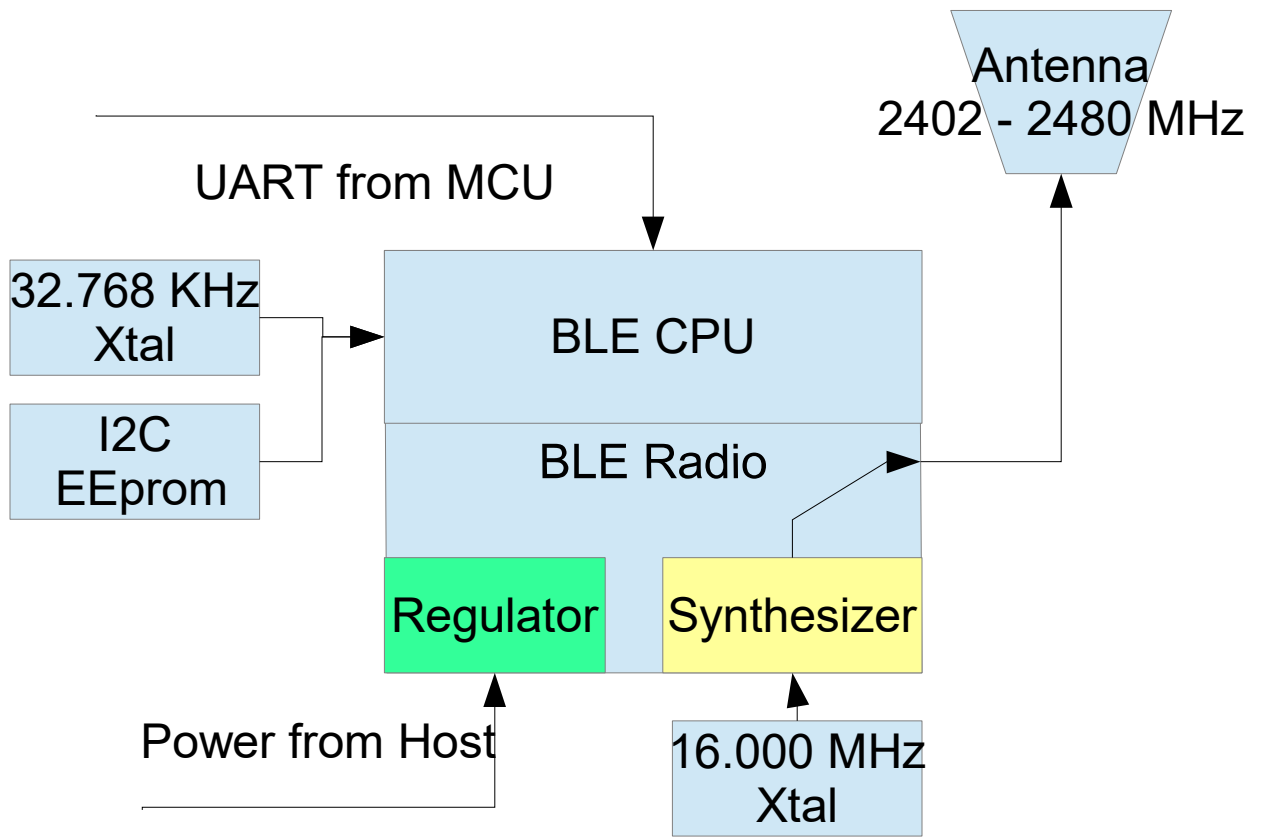 Antenna
2402 - 2480 MHz
UART from MCU
32.768 KHz
Xtal
BLE CPU
I2C
EEprom
BLE Radio
Regulator
Synthesizer
Power from Host
16.000 MHz
Xtal